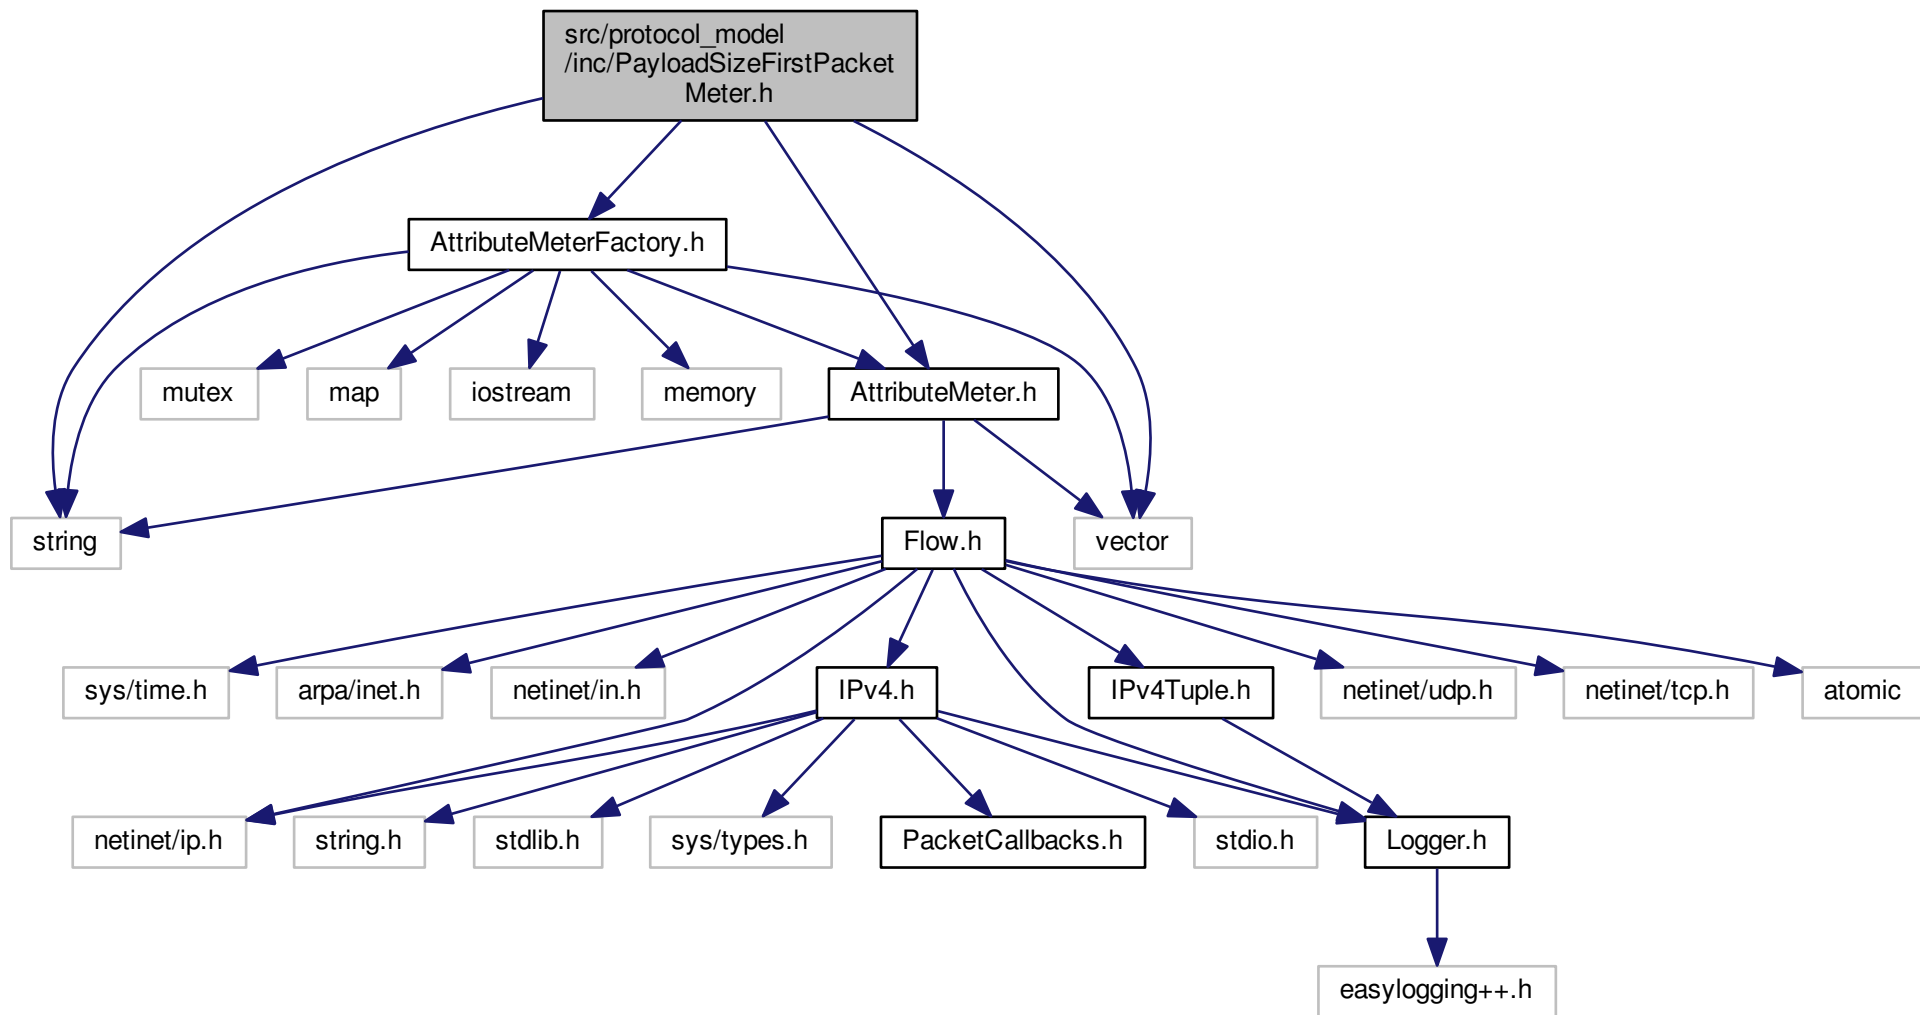 src/protocol_model
/inc/PayloadSizeFirstPacket
Meter.h
AttributeMeterFactory.h
mutex
map
iostream
memory
AttributeMeter.h
string
Flow.h
vector
sys/time.h
arpa/inet.h
netinet/in.h
IPv4.h
IPv4Tuple.h
netinet/udp.h
netinet/tcp.h
atomic
netinet/ip.h
string.h
stdlib.h
sys/types.h
PacketCallbacks.h
stdio.h
Logger.h
easylogging++.h